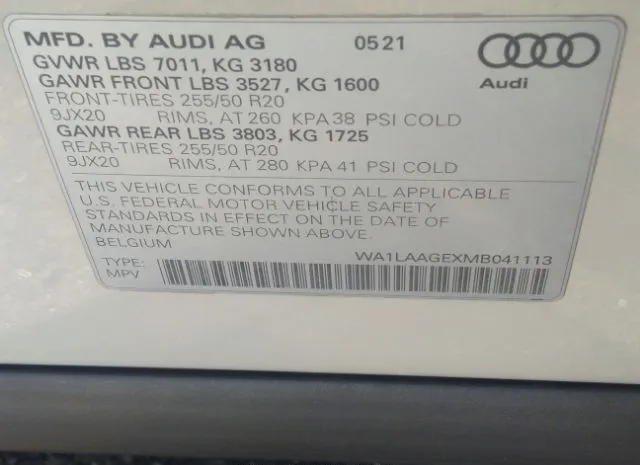 MFD. BY AUDI AG 0521
GVWR LBS 7011, KG 3180
GAWR FRONT LBS 3527, KG 1600
Audi
FRONT-TIRES 255/50 R20
9JX20 RIMS, AT 260 KPA 38 PSI COLD
GAWR REAR LBS 3803, KG 1725
REAR-TIRES 255/50 R20
9JX20 RIMS, AT 280 KPA 41 PSI COLD
THIS VEHICLE CONFORMS TO ALL APPLICABLE
U.S. FEDERAL MOTOR VEHICLE SAFETY
STANDARDS IN EFFECT ON THE DATE OF
MANUFACTURE SHOWN ABOVE.
BELGIUM WA1LAAGEXMB041113
TYPE:
MPV